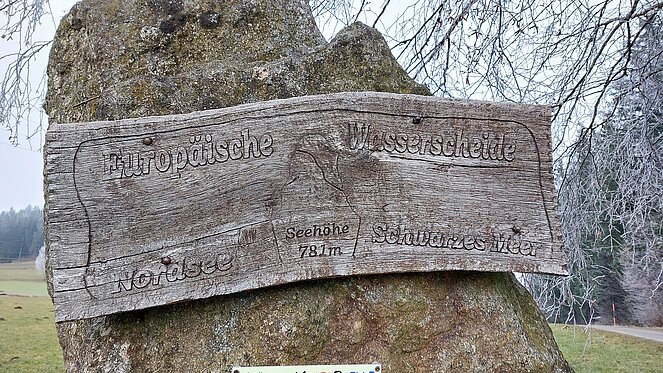 Europäische Wasserscheide
Nordsee
Seehöhe
781m
Schwarzes Meer